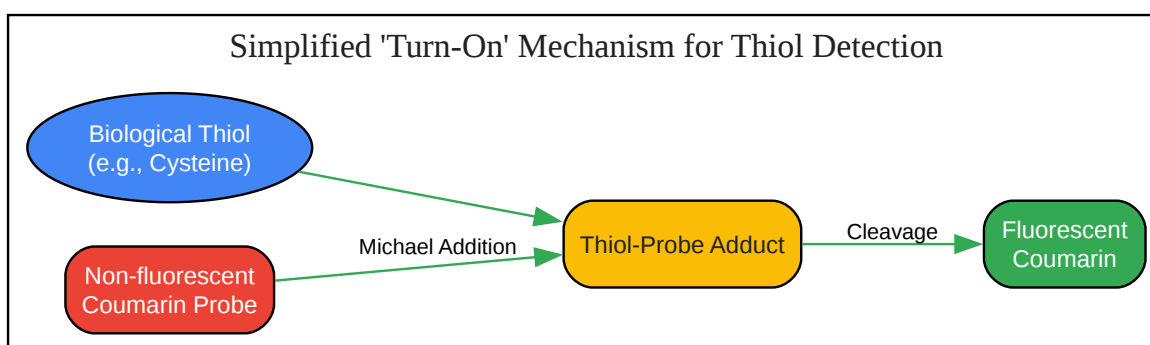 Simplified 'Turn-On' Mechanism for Thiol Detection
Biological Thiol
(e.g., Cysteine)
Non-fluorescent
Coumarin Probe
Michael Addition
Thiol-Probe Adduct
Cleavage
Fluorescent
Coumarin